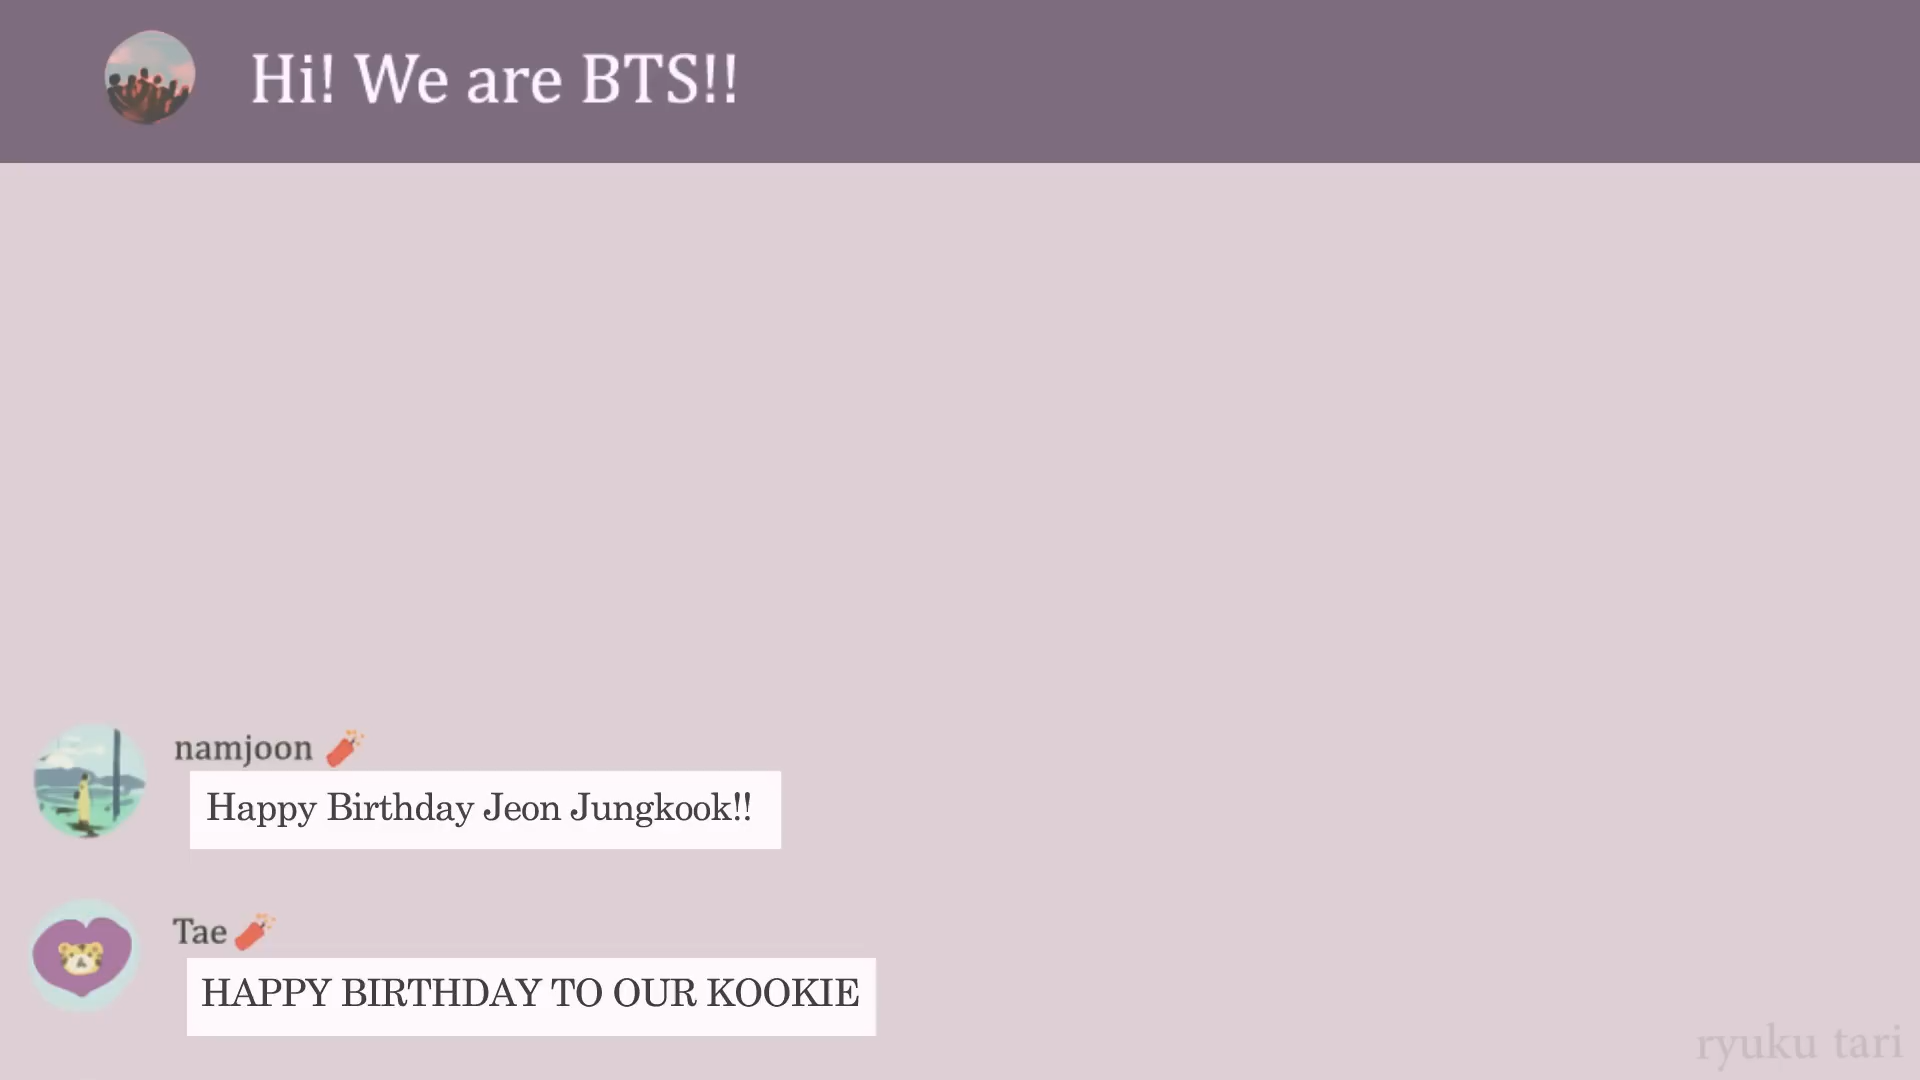 Hi! We are BTS!!
namjoon 🧨
Happy Birthday Jeon Jungkook!!
Tae 🧨
HAPPY BIRTHDAY TO OUR KOOKIE
ryuku tari